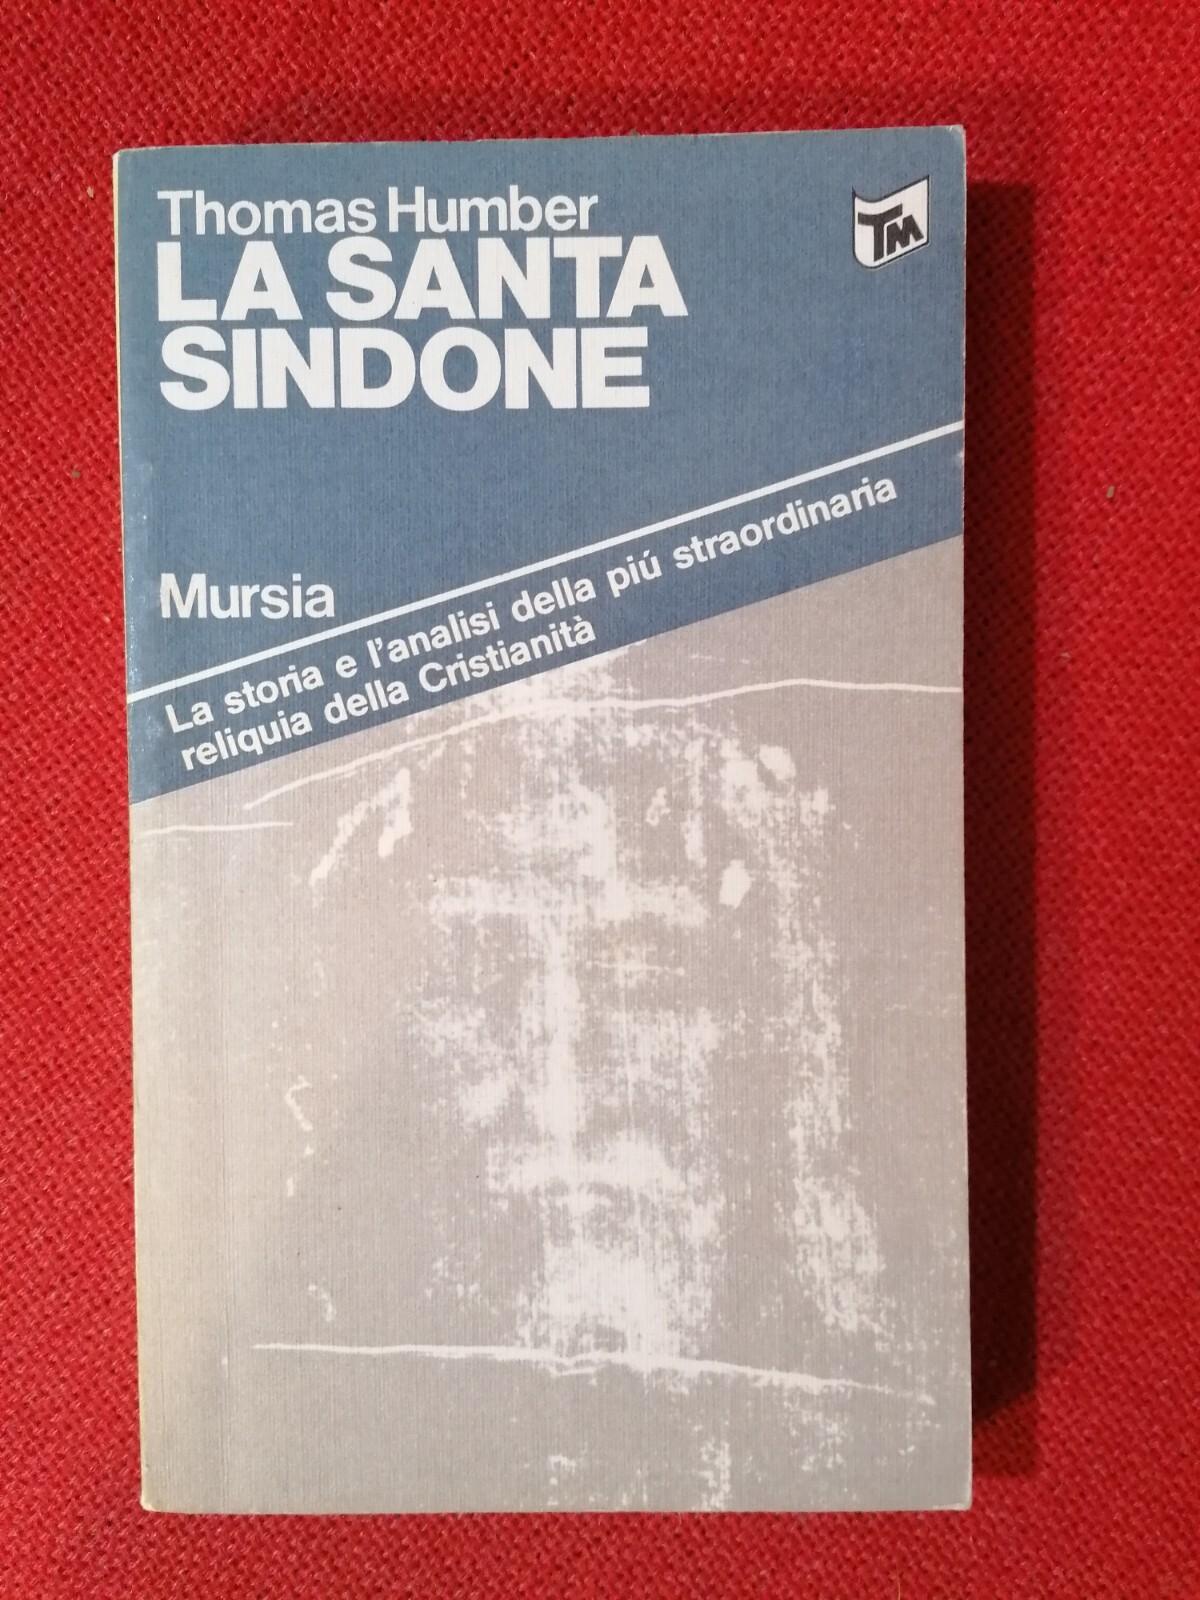 Thomas Humber
LA SANTA
SINDONE
TM
Mursia
La storia e l'analisi della piú straordinaria
reliquia della Cristianità